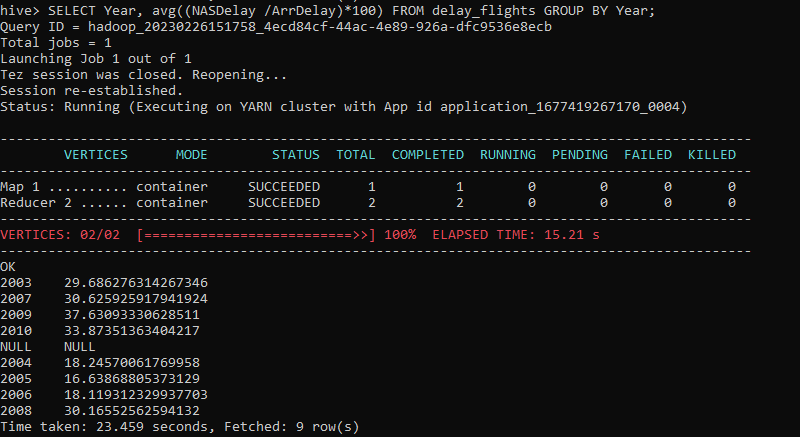 hive> SELECT Year, avg((NASDelay /ArrDelay)*100) FROM delay_flights GROUP BY Year;
Query ID = hadoop_20230226151758_4ecd84cf-44ac-4e89-926a-dfc9536e8ecb
Total jobs = 1
Launching Job 1 out of 1
Tez session was closed. Reopening...
Session re-established.
Status: Running (Executing on YARN cluster with App id application_1677419267170_0004)
----------------------------------------------------------------------------------------------
VERTICES MODE STATUS TOTAL COMPLETED RUNNING PENDING FAILED KILLED
----------------------------------------------------------------------------------------------
Map 1 .......... container SUCCEEDED 1 1 0 0 0 0
Reducer 2 ...... container SUCCEEDED 2 2 0 0 0 0
----------------------------------------------------------------------------------------------
VERTICES: 02/02 [==========================>>] 100% ELAPSED TIME: 15.21 s
----------------------------------------------------------------------------------------------
OK
2003 29.686276314267346
2007 30.625925917941924
2009 37.63093330628511
2010 33.87351363404217
NULL NULL
2004 18.24570061769958
2005 16.63868805373129
2006 18.119312329937703
2008 30.16552562594132
Time taken: 23.459 seconds, Fetched: 9 row(s)